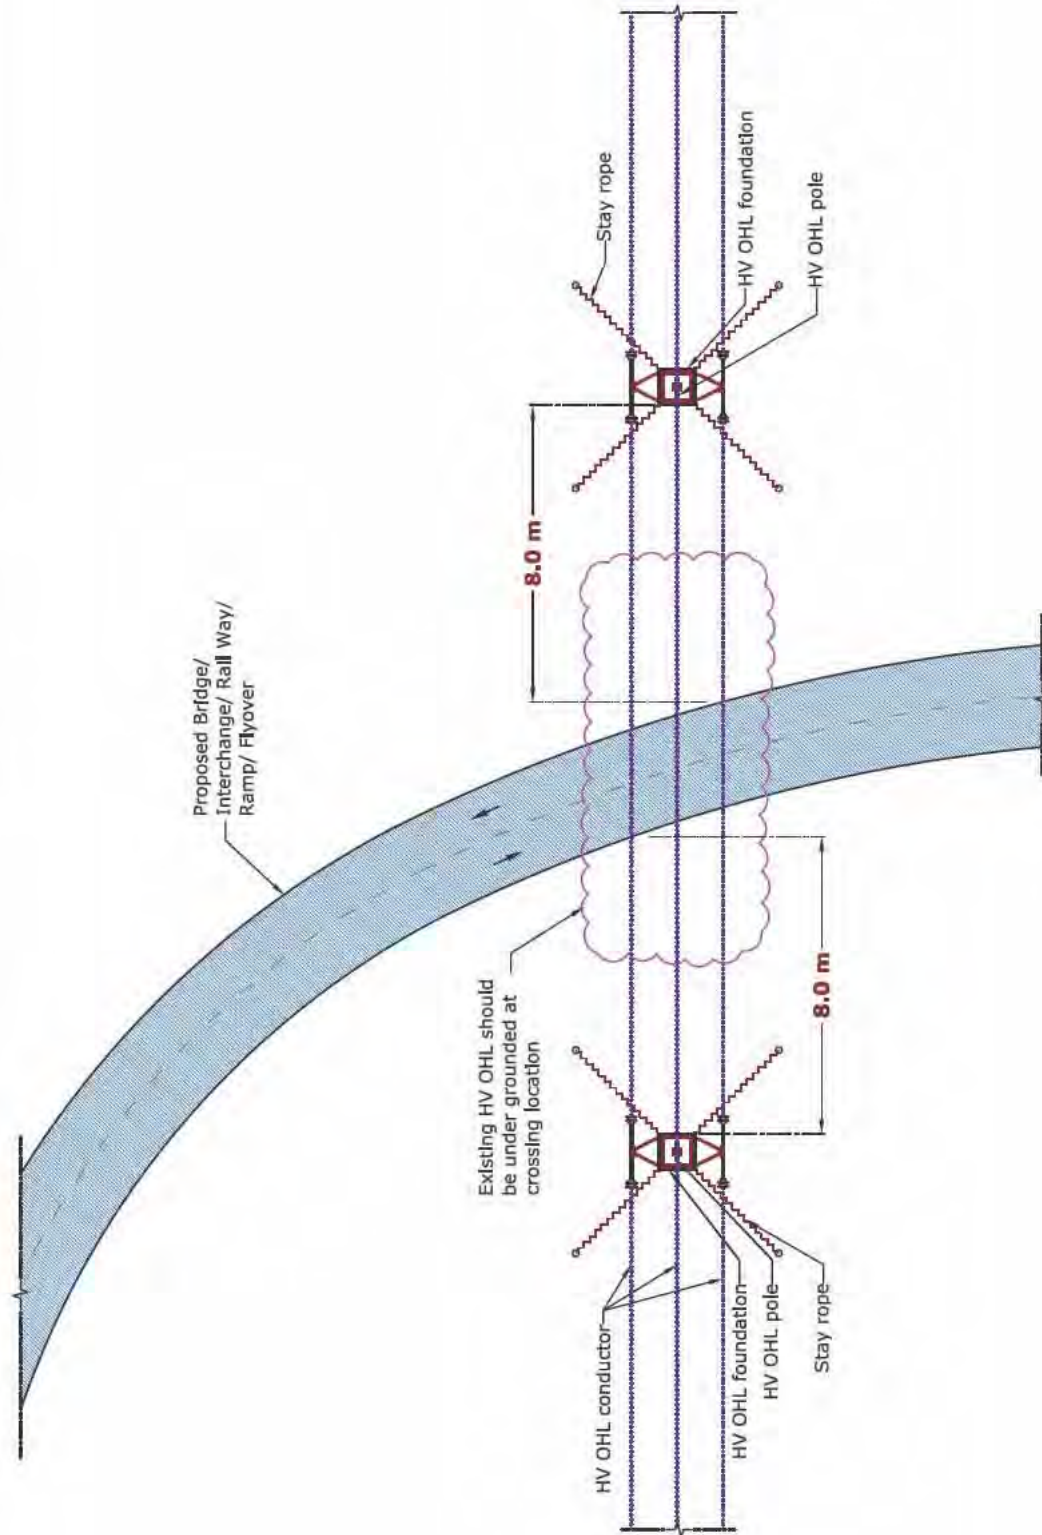 Proposed Bridge/
Interchange/ Rail Way/
Ramp/ Flyover
Existing HV OHL should
be under grounded at
crossing location
8.0 m
Stay rope
HV OHL foundation
HV OHL pole
8.0 m
HV OHL conductor
HV OHL foundation
HV OHL pole
Stay rope